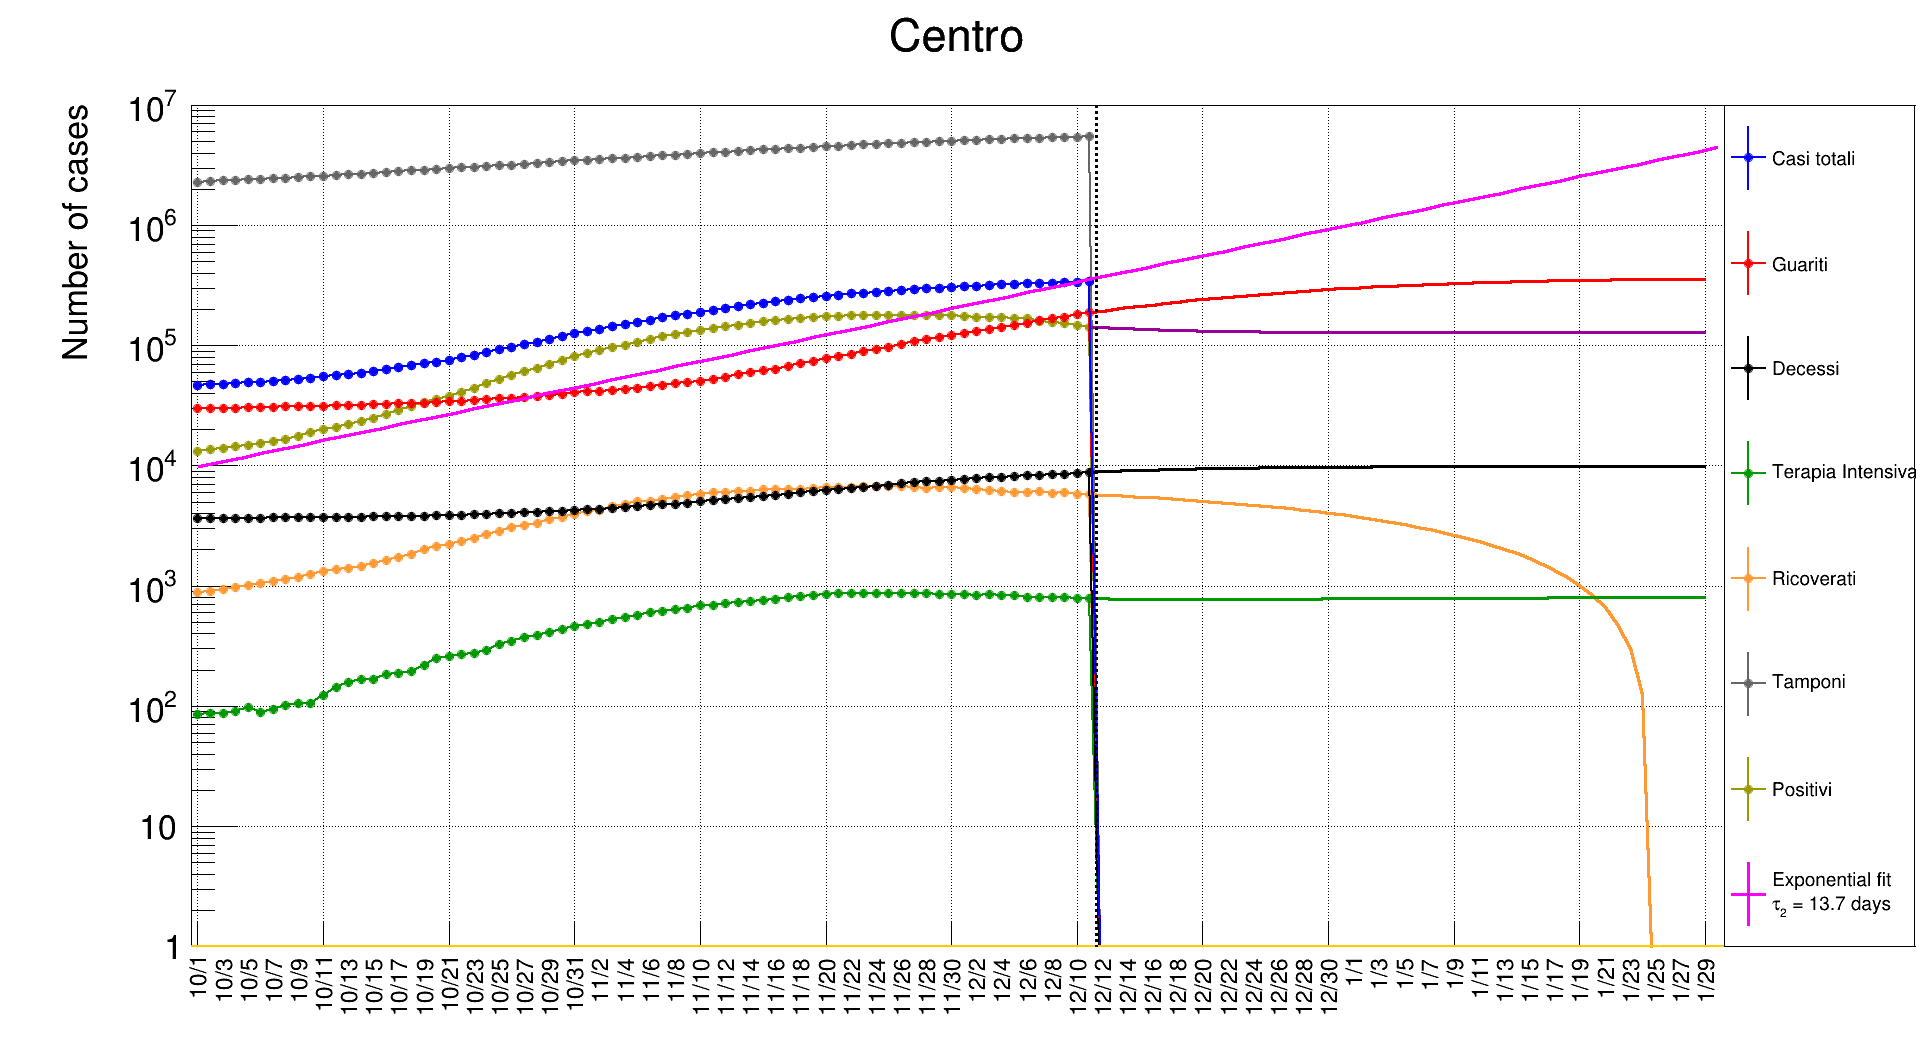 Centro
Number of cases
10^7
10^6
10^5
10^4
10^3
10^2
10
1
10/1 10/3 10/5 10/7 10/9 10/11 10/13 10/15 10/17 10/19 10/21 10/23 10/25 10/27 10/29 10/31 11/2 11/4 11/6 11/8 11/10 11/12 11/14 11/16 11/18 11/20 11/22 11/24 11/26 11/28 11/30 12/2 12/4 12/6 12/8 12/10 12/12 12/14 12/16 12/18 12/20 12/22 12/24 12/26 12/28 12/30 1/1 1/3 1/5 1/7 1/9 1/11 1/13 1/15 1/17 1/19 1/21 1/23 1/25 1/27 1/29
Casi totali
Guariti
Decessi
Terapia Intensiva
Ricoverati
Tamponi
Positivi
Exponential fit
τ₂ = 13.7 days